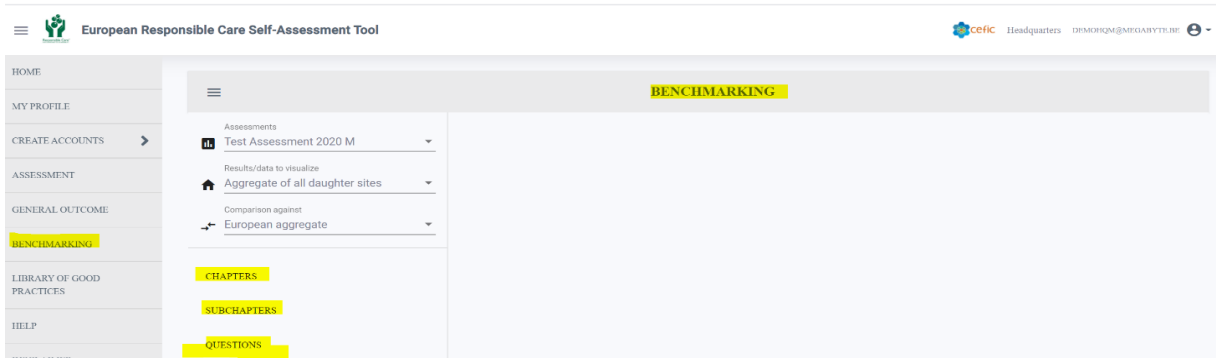 European Responsible Care Self-Assessment Tool
cefic Headquarters DEMOHQM@MEGABYTE.BE
HOME
MY PROFILE
CREATE ACCOUNTS
ASSESSMENT
GENERAL OUTCOME
BENCHMARKING
LIBRARY OF GOOD
PRACTICES
HELP
BENCHMARKING
Assessments
Test Assessment 2020 M
Results/data to visualize
Aggregate of all daughter sites
Comparison against
European aggregate
CHAPTERS
SUBCHAPTERS
QUESTIONS